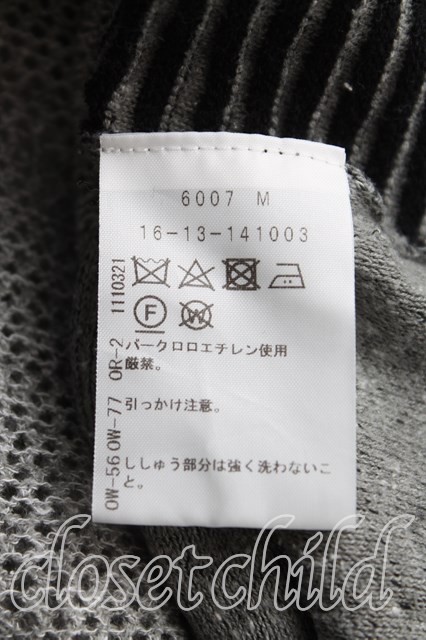 6007 M
16-13-141003
1110321
Ⓕ Ⓦ
OR-2
パークロロエチレン使用
厳禁。
OW-77
引っかけ注意。
OW-56
ししゅう部分は強く洗わないこ
と。
closet child